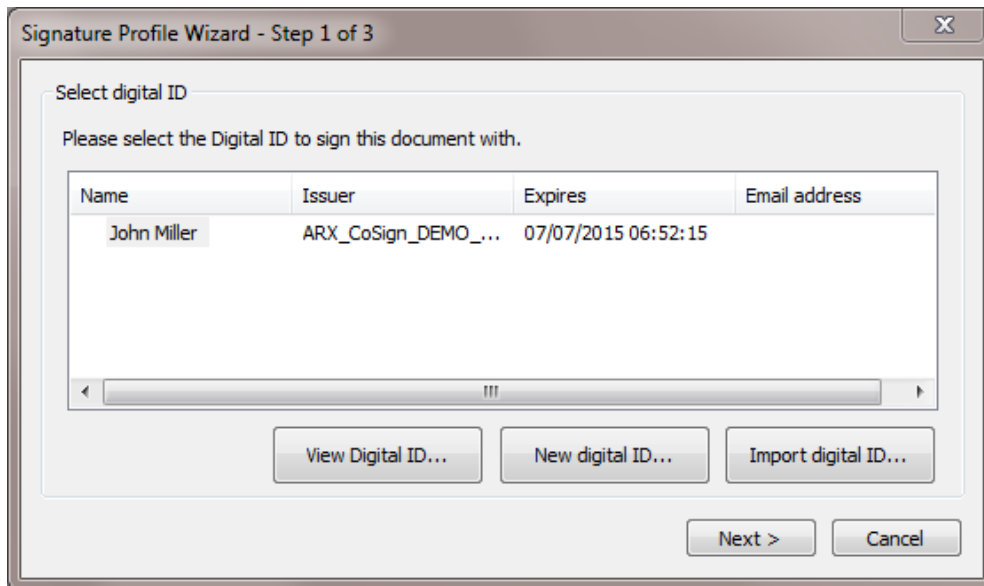 Signature Profile Wizard - Step 1 of 3
Select digital ID
Please select the Digital ID to sign this document with.
Name Issuer Expires Email address
John Miller ARX_CoSign_DEMO_... 07/07/2015 06:52:15
View Digital ID... New digital ID... Import digital ID...
Next > Cancel